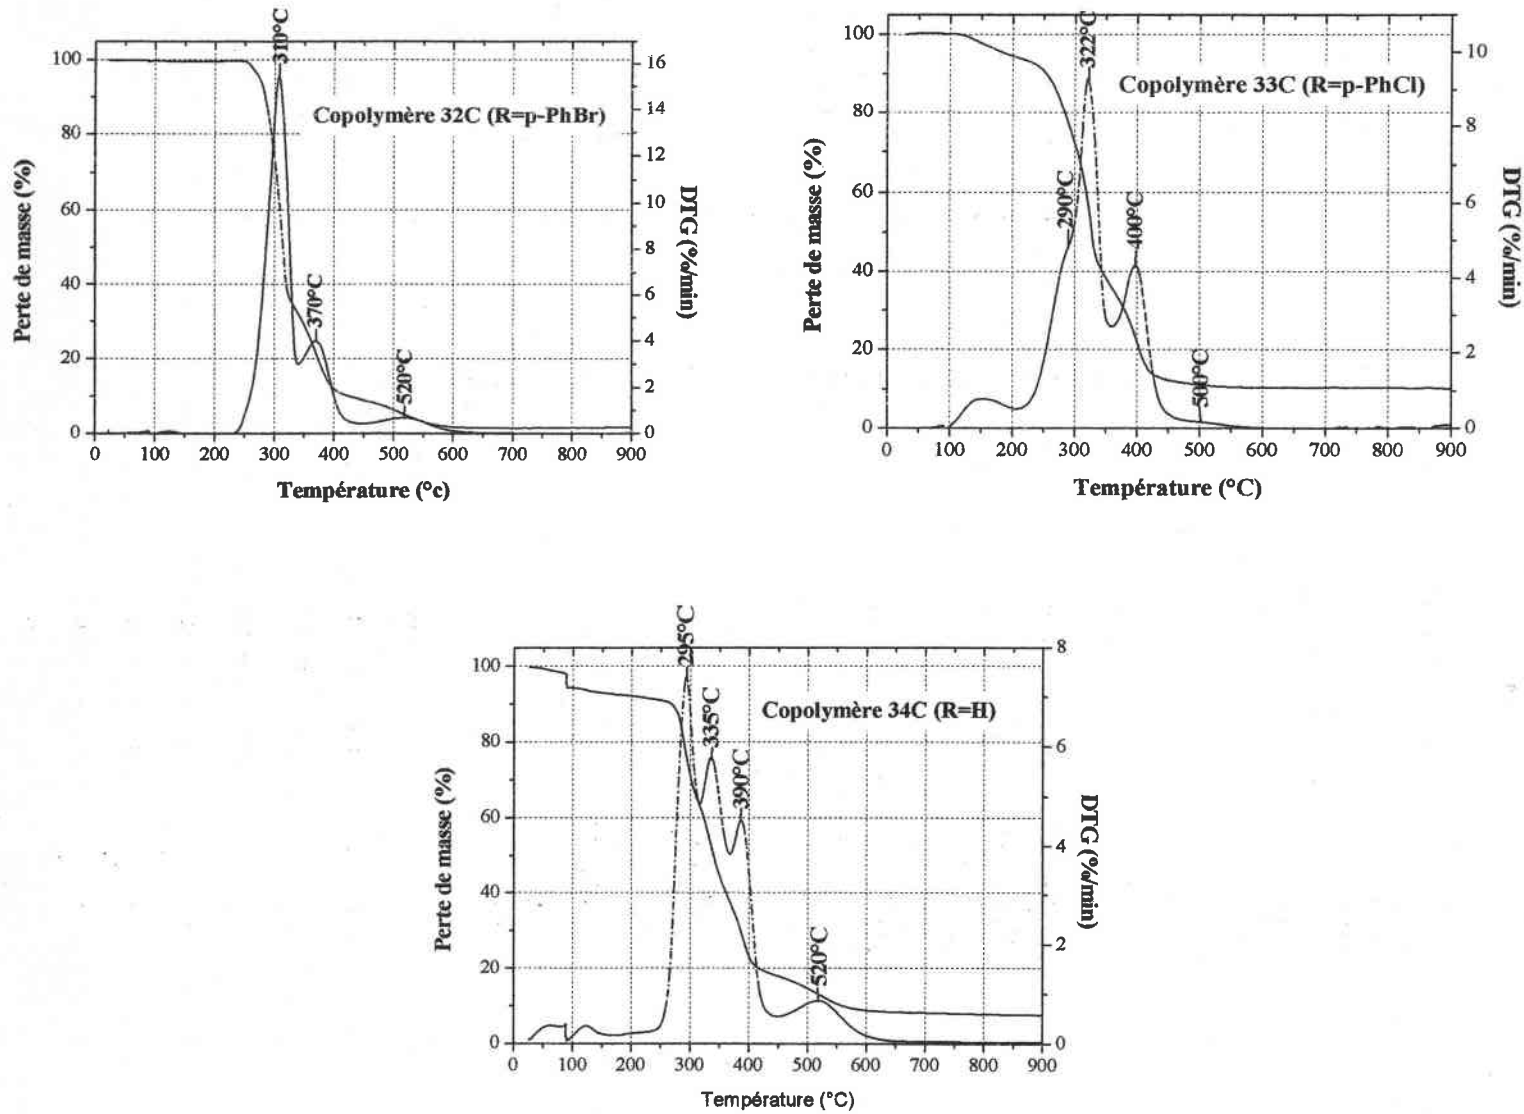 310°C
100
80
60
40
20
0
Perte de masse (%)
Copolymère 32C (R=p-PhBr)
370°C
520°C
16
14
12
10
8
6
4
2
0
DTG (%/min)
0 100 200 300 400 500 600 700 800 900
Température (°c)
322°C
100
80
60
40
20
0
Perte de masse (%)
Copolymère 33C (R=p-PhCl)
290°C
400°C
500°C
10
8
6
4
2
0
DTG (%/min)
0 100 200 300 400 500 600 700 800 900
Température (°C)
295°C
100
80
60
40
20
0
Perte de masse (%)
Copolymère 34C (R=H)
335°C
390°C
520°C
8
6
4
2
0
DTG (%/min)
0 100 200 300 400 500 600 700 800 900
Température (°C)